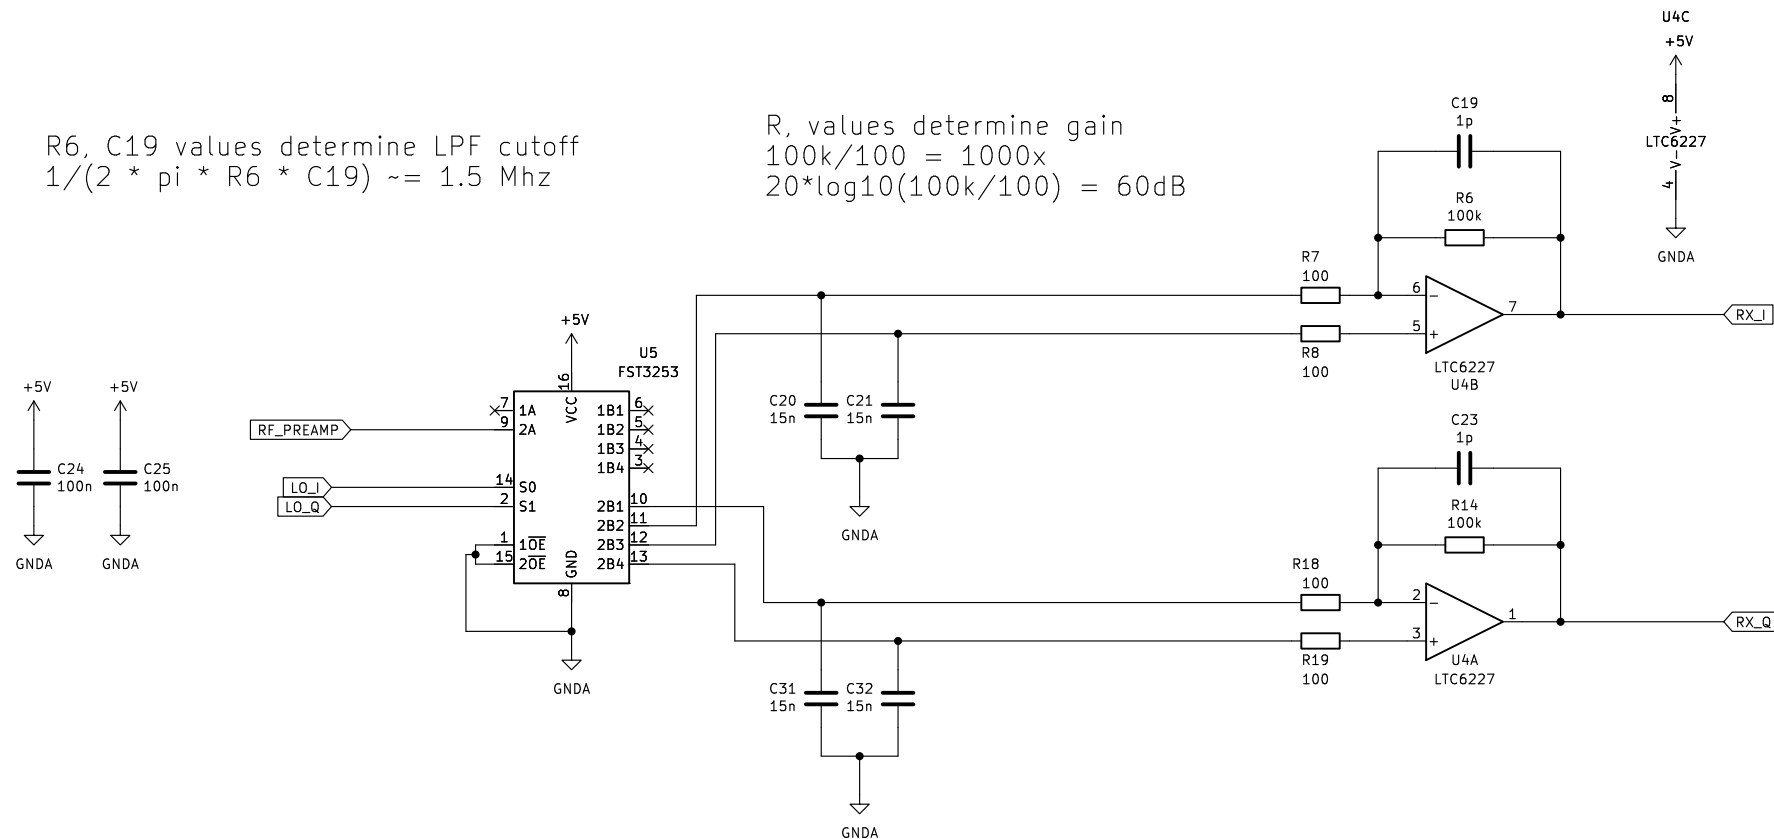 U4C
+5V
8
V+
LTC6227
V-
4
GNDA
R6, C19 values determine LPF cutoff
1/(2 * pi * R6 * C19) ~= 1.5 Mhz
R, values determine gain
100k/100 = 1000x
20*log10(100k/100) = 60dB
C19
1p
R6
100k
R7
100
R8
100
6
5
7
−
+
LTC6227
U4B
RX_I
+5V
16
U5
FST3253
VCC
7
1A
9
2A
14
S0
2
S1
1
1OE
15
2OE
GND
8
1B1
6
1B2
5
1B3
4
1B4
3
2B1
10
2B2
11
2B3
12
2B4
13
GNDA
RF_PREAMP
LO_I
LO_Q
+5V
C24
100n
GNDA
+5V
C25
100n
GNDA
C20
15n
C21
15n
GNDA
C23
1p
R14
100k
R18
100
R19
100
2
3
1
−
+
U4A
LTC6227
RX_Q
C31
15n
C32
15n
GNDA